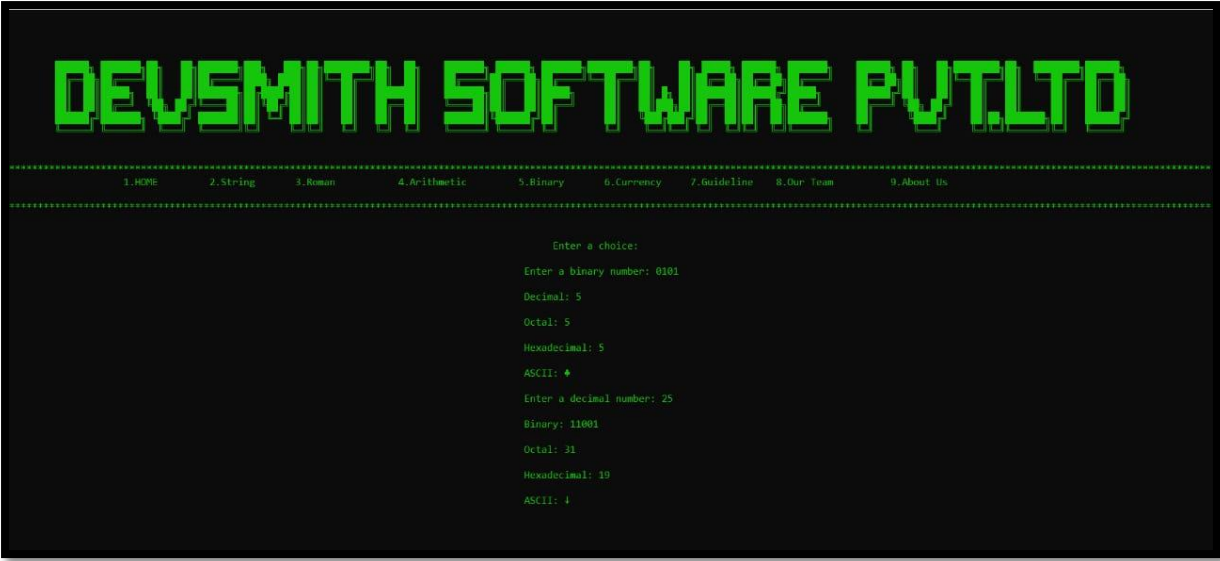 DEVSMITH SOFTWARE PVT.LTD
1.HOME 2.String 3.Roman 4.Arithmetic 5.Binary 6.Currency 7.Guideline 8.Our Team 9.About Us
Enter a choice:
Enter a binary number: 0101
Decimal: 5
Octal: 5
Hexadecimal: 5
ASCII: ♣
Enter a decimal number: 25
Binary: 11001
Octal: 31
Hexadecimal: 19
ASCII: ↓